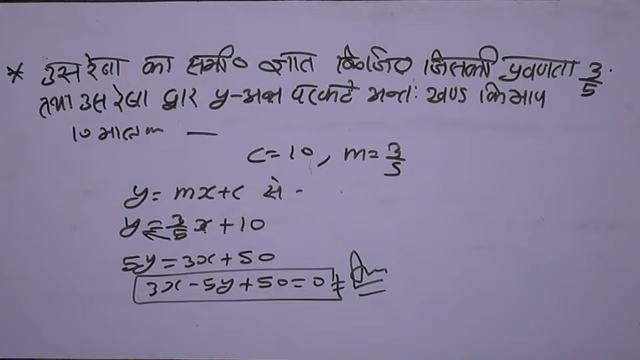 * उस रेखा का समी० ज्ञात किजिए जिसकी प्रवणता 3/5
तथा उस रेखा द्वारा y-अक्ष पर कटे अन्तः खण्ड कि माप
10 मात्रक —
c = 10 , m = 3/5
y = mx + c से -
y = 3/5 x + 10
5y = 3x + 50
3x - 5y + 50 = 0